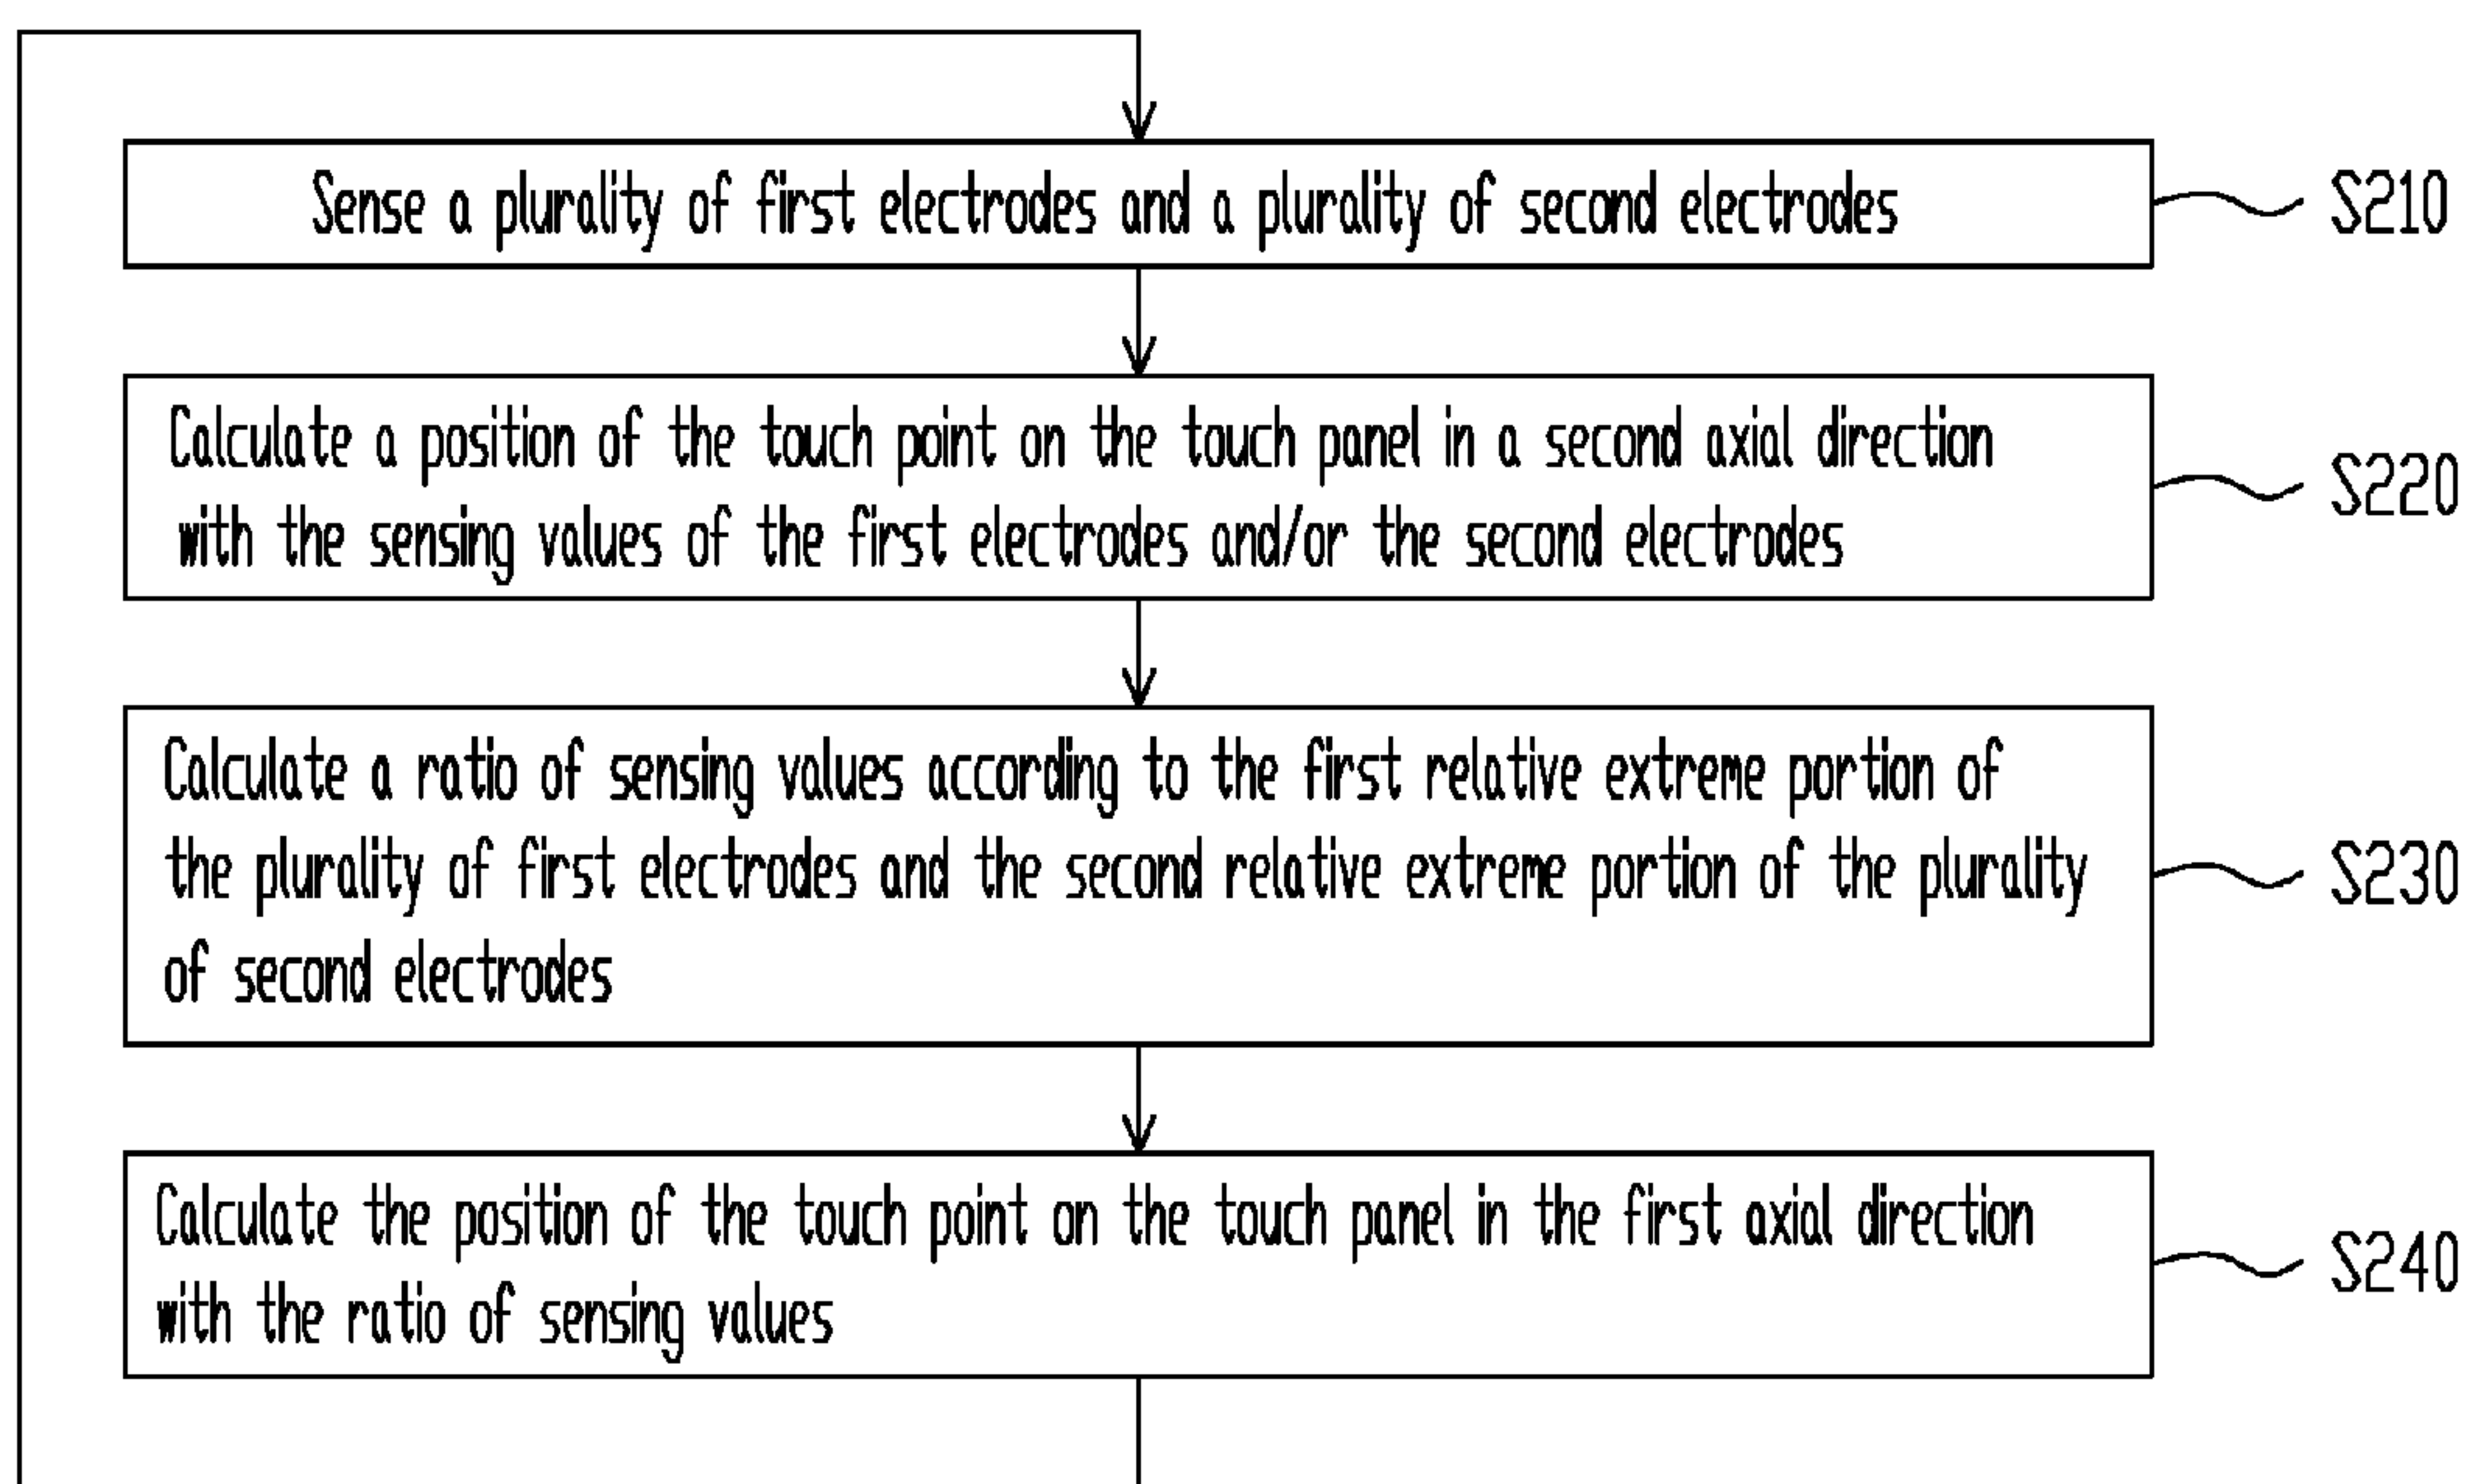 Sense a plurality of first electrodes and a plurality of second electrodes
S210
Calculate a position of the touch point on the touch panel in a second axial direction
with the sensing values of the first electrodes and/or the second electrodes
S220
Calculate a ratio of sensing values according to the first relative extreme portion of
the plurality of first electrodes and the second relative extreme portion of the plurality
of second electrodes
S230
Calculate the position of the touch point on the touch panel in the first axial direction
with the ratio of sensing values
S240